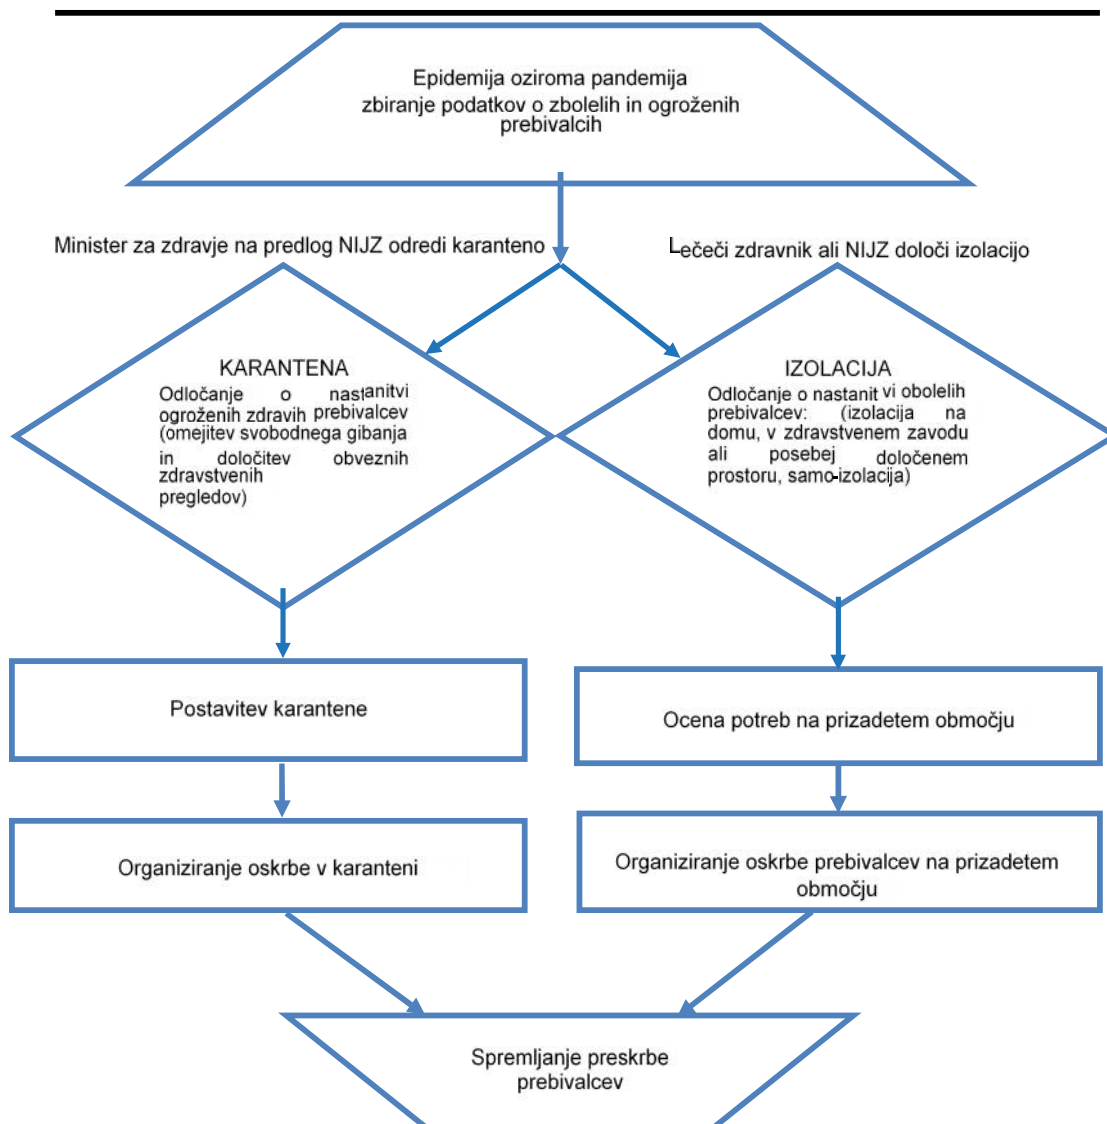 Epidemija oziroma pandemija
zbiranje podatkov o zbolelih in ogroženih
prebivalcih
Minister za zdravje na predlog NIJZ odredi karanteno
Lečeči zdravnik ali NIJZ določi izolacijo
KARANTENA
Odločanje o nastanitvi
ogroženih zdravih prebivalcev
(omejitev svobodnega gibanja
in določitev obveznih
zdravstvenih
pregledov)
IZOLACIJA
Odločanje o nastanit vi obolelih
prebivalcev: (izolacija na
domu, v zdravstvenem zavodu
ali posebej določenem
prostoru, samo-izolacija)
Postavitev karantene
Ocena potreb na prizadetem območju
Organiziranje oskrbe v karanteni
Organiziranje oskrbe prebivalcev na prizadetem
območju
Spremljanje preskrbe
prebivalcev